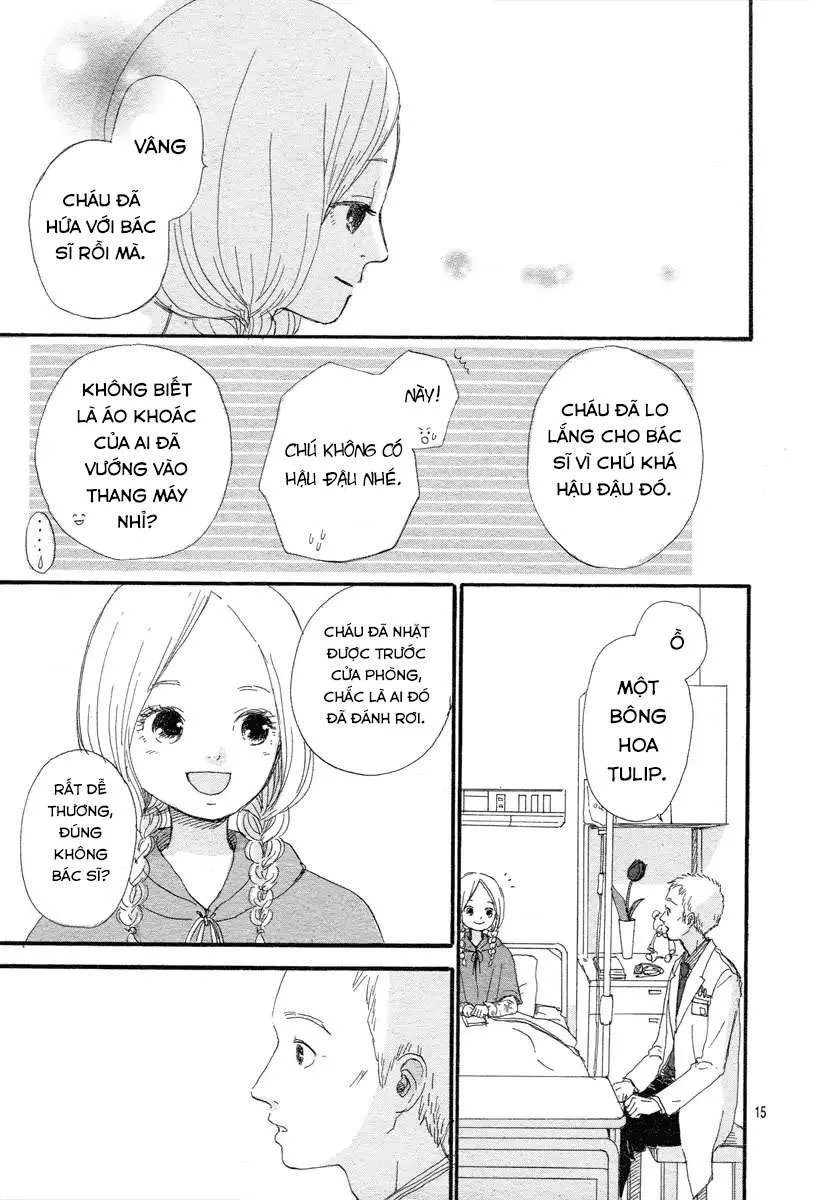 VÂNG
CHÁU ĐÃ
HỨA VỚI BÁC
SĨ RỒI MÀ.
CHÁU ĐÃ LO
LẮNG CHO BÁC
SĨ VÌ CHÚ KHÁ
HẬU ĐẬU ĐÓ.
NÀY!
CHÚ KHÔNG CÓ
HẬU ĐẬU NHÉ.
KHÔNG BIẾT
LÀ ÁO KHOÁC
CỦA AI ĐÃ
VƯỚNG VÀO
THANG MÁY
NHỈ?
Ồ
MỘT
BÔNG
HOA
TULIP.
CHÁU ĐÃ NHẶT
ĐƯỢC TRƯỚC
CỬA PHÒNG,
CHẮC LÀ AI ĐÓ
ĐÃ ĐÁNH RƠI.
RẤT DỄ
THƯƠNG,
ĐÚNG
KHÔNG
BÁC SĨ?
15